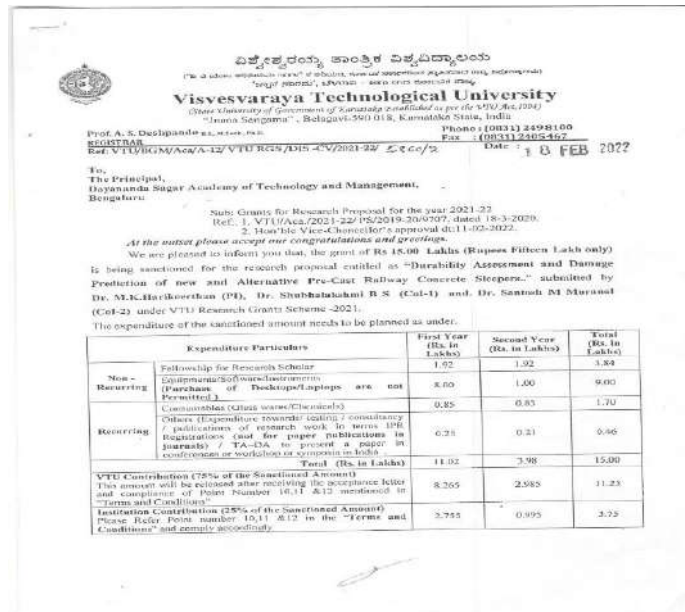 ವಿಶ್ವೇಶ್ವರಯ್ಯ ತಾಂತ್ರಿಕ ವಿಶ್ವವಿದ್ಯಾಲಯ
Visvesvaraya Technological University
(State University of Government of Karnataka Established as per the VTU Act, 1994)
"Jnana Sangama", Belagavi-590 018, Karnataka State, India
Prof. A. S. Deshpande
Phone : (0831) 2498100
REGISTRAR
Fax : (0831) 2405467
Ref: VTU/BGM/Aca/A-12/ VTU RGS/DIS -CV/2021-22/
Date : 18 FEB 2022
To,
The Principal,
Dayananda Sagar Academy of Technology and Management,
Bengaluru
Sub: Grants for Research Proposal for the year 2021-22
Ref: 1. VTU/Aca./2021-22/ PS/2019-20/9707, dated 18-3-2020.
2. Hon'ble Vice-Chancellor's approval dt:11-02-2022.
At the outset please accept our congratulations and greetings.
We are pleased to inform you that, the grant of Rs 15.00 Lakhs (Rupees Fifteen Lakh only)
is being sanctioned for the research proposal entitled as "Durability Assessment and Damage
Prediction of new and Alternative Pre-Cast Railway Concrete Sleepers.." submitted by
Dr. M.K.Harikeerthan (PI), Dr. Shubhalakshmi B S (CoI-1) and Dr. Santosh M Muranal
(CoI-2) under VTU Research Grants Scheme -2021.
The expenditure of the sanctioned amount needs to be planned as under.
Expenditure Particulars First Year (Rs. in Lakhs) Second Year (Rs. in Lakhs) Total (Rs. in Lakhs)
Non - Recurring
Fellowship for Research Scholar 1.92 1.92 3.84
Equipments/Software/Instruments
(Purchase of Desktops/Laptops are not 8.00 1.00 9.00
Permitted )
Recurring
Consumables (Glass wares/Chemicals) 0.85 0.85 1.70
Others (Expenditure towards/ testing / consultancy
/ publications of research work in terms IPR
Registrations (not for paper publications in 0.25 0.21 0.46
journals) / TA-DA to present a paper in
conferences or workshop or symposia in India
Total (Rs. in Lakhs) 11.02 3.98 15.00
VTU Contribution (75% of the Sanctioned Amount)
This amount will be released after receiving the acceptance letter 8.265 2.985 11.25
and compliance of Point Number 10,11 &12 mentioned in
"Terms and Conditions"
Institution Contribution (25% of the Sanctioned Amount)
Please Refer Point number 10,11 &12 in the "Terms and 2.755 0.995 3.75
Conditions" and comply accordingly